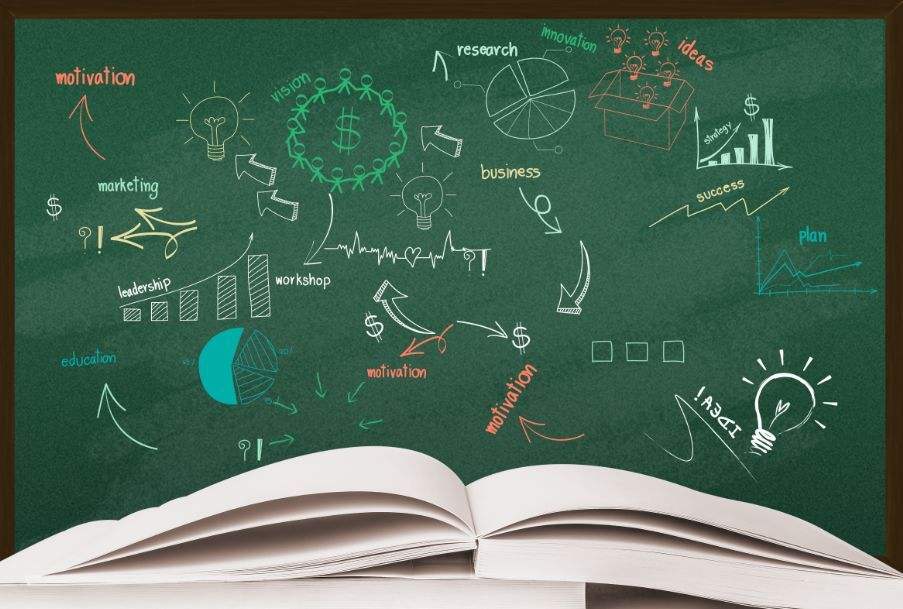 innovation
ideas
research
motivation
vision
$
$
strategy
business
marketing
success
$
?!
plan
?!
workshop
leadership
$
$
education
motivation
motivation
IDEA!
?!